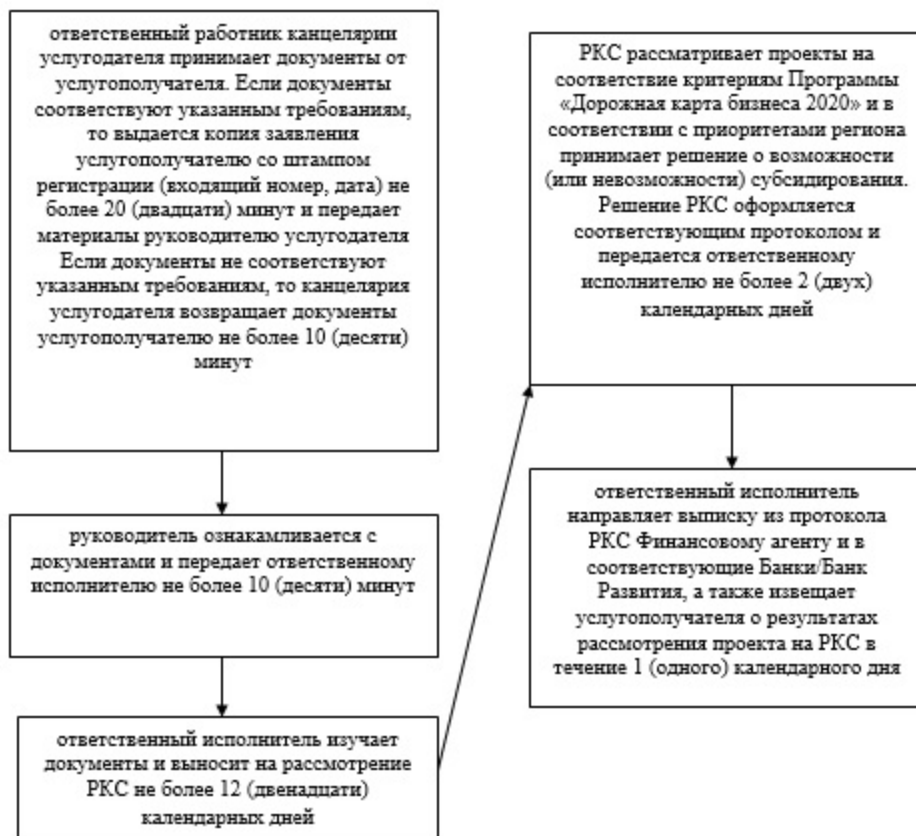 ответственный работник канцелярии
услугодателя принимает документы от
услугополучателя. Если документы
соответствуют указанным требованиям,
то выдается копия заявления
услугополучателю со штампом
регистрации (входящий номер, дата) не
более 20 (двадцати) минут и передает
материалы руководителю услугодателя
Если документы не соответствуют
указанным требованиям, то канцелярия
услугодателя возвращает документы
услугополучателю не более 10 (десяти)
минут
руководитель ознакамливается с
документами и передает ответственному
исполнителю не более 10 (десяти) минут
ответственный исполнитель изучает
документы и выносит на рассмотрение
РКС не более 12 (двенадцати)
календарных дней
РКС рассматривает проекты на
соответствие критериям Программы
«Дорожная карта бизнеса 2020» и в
соответствии с приоритетами региона
принимает решение о возможности
(или невозможности) субсидирования.
Решение РКС оформляется
соответствующим протоколом и
передается ответственному
исполнителю не более 2 (двух)
календарных дней
ответственный исполнитель
направляет выписку из протокола
РКС Финансовому агенту и в
соответствующие Банки/Банк
Развития, а также извещает
услугополучателя о результатах
рассмотрения проекта на РКС в
течение 1 (одного) календарного дня